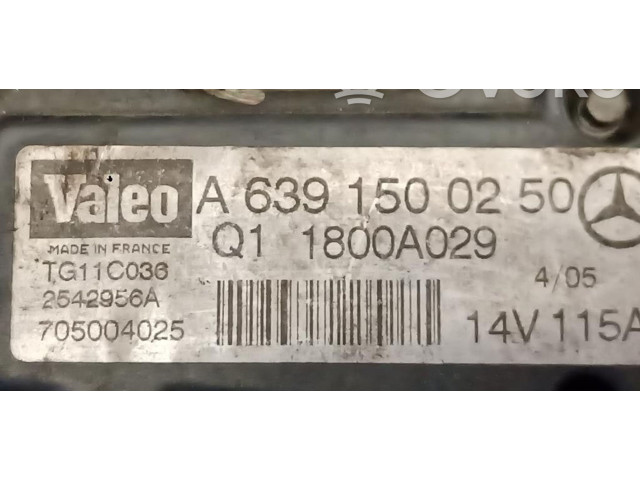 Valeo
A 639 150 02 50
MADE IN FRANCE
Q1 1800A029
TG11C036
4/05
2542956A
705004025
14V 115A